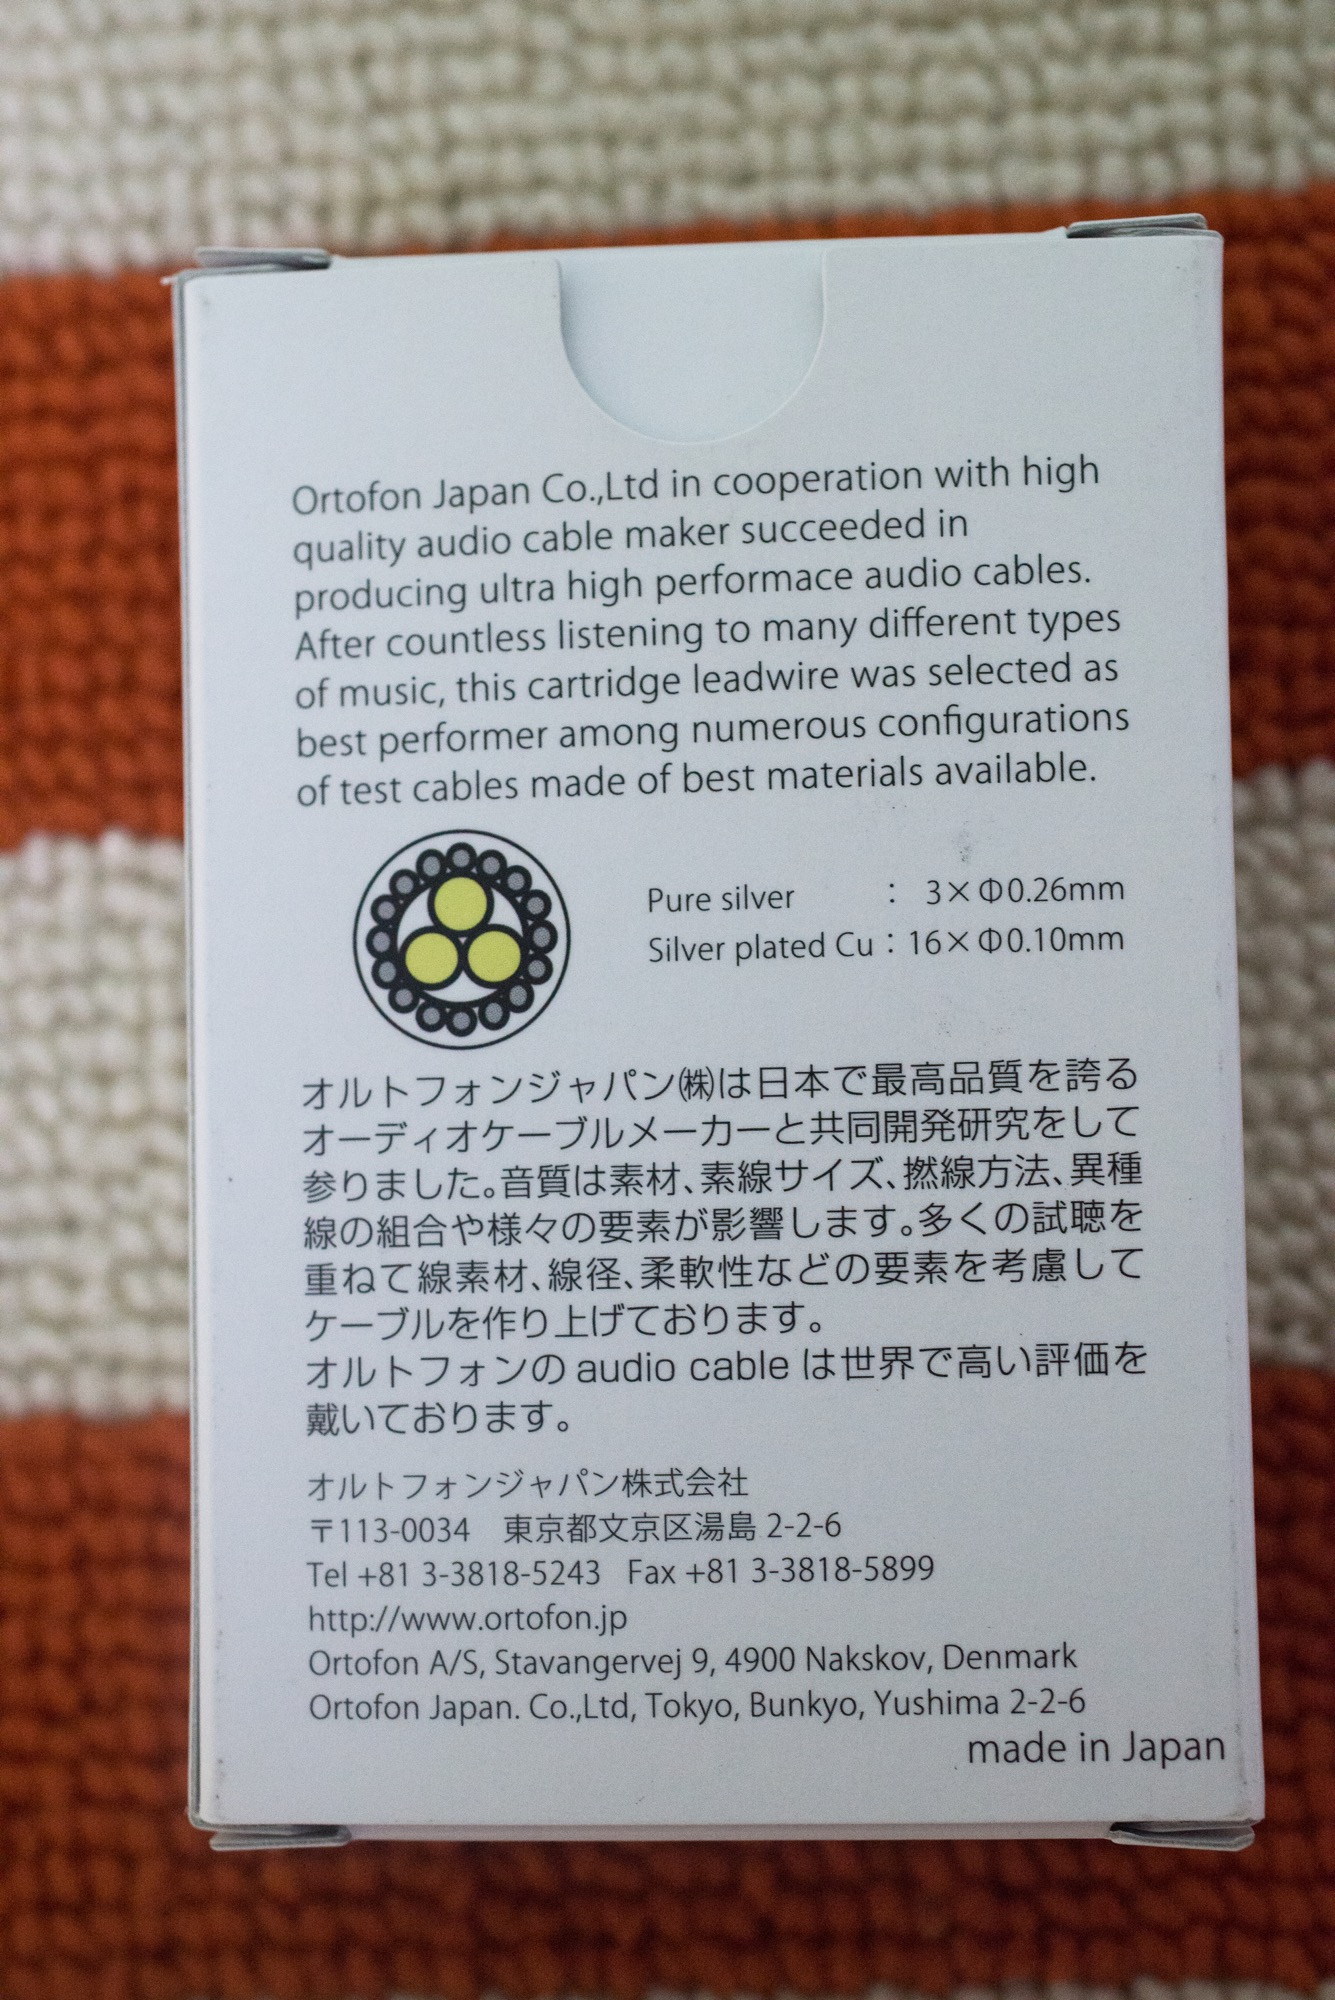 Ortofon Japan Co.,Ltd in cooperation with high
quality audio cable maker succeeded in
producing ultra high performace audio cables.
After countless listening to many different types
of music, this cartridge leadwire was selected as
best performer among numerous configurations
of test cables made of best materials available.
Pure silver : 3×Φ0.26mm
Silver plated Cu : 16×Φ0.10mm
オルトフォンジャパン㈱は日本で最高品質を誇る
オーディオケーブルメーカーと共同開発研究をして
参りました。音質は素材、素線サイズ、撚線方法、異種
線の組合や様々の要素が影響します。多くの試聴を
重ねて線素材、線径、柔軟性などの要素を考慮して
ケーブルを作り上げております。
オルトフォンの audio cable は世界で高い評価を
戴いております。
オルトフォンジャパン株式会社
〒113-0034 東京都文京区湯島 2-2-6
Tel +81 3-3818-5243 Fax +81 3-3818-5899
http://www.ortofon.jp
Ortofon A/S, Stavangervej 9, 4900 Nakskov, Denmark
Ortofon Japan. Co.,Ltd, Tokyo, Bunkyo, Yushima 2-2-6
made in Japan